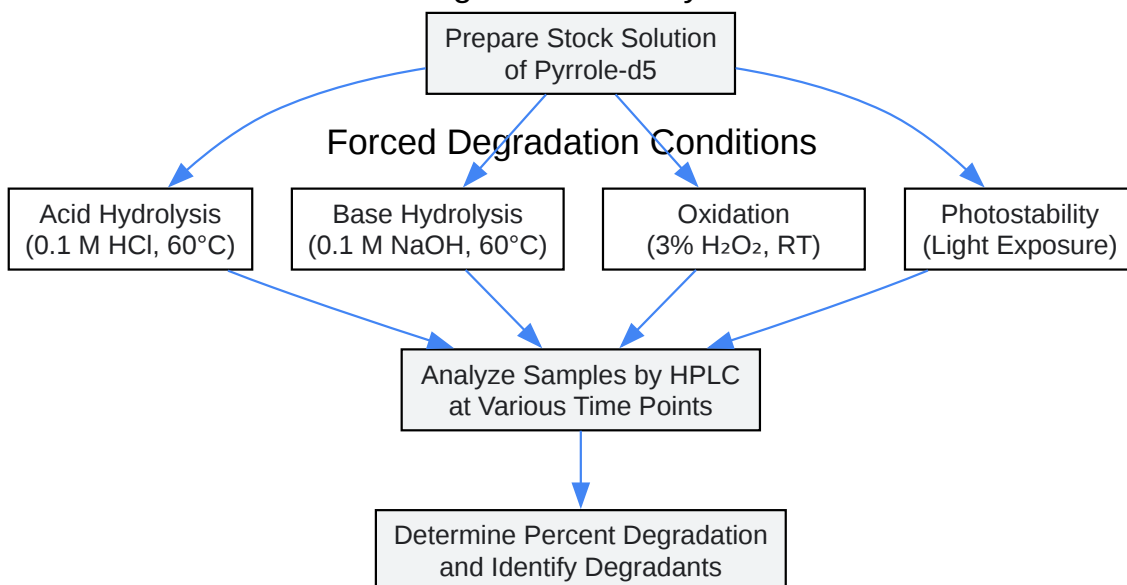 Prepare Stock Solution
of Pyrrole-d5
Forced Degradation Conditions
Acid Hydrolysis
(0.1 M HCl, 60°C)
Base Hydrolysis
(0.1 M NaOH, 60°C)
Oxidation
(3% H₂O₂, RT)
Photostability
(Light Exposure)
Analyze Samples by HPLC
at Various Time Points
Determine Percent Degradation
and Identify Degradants